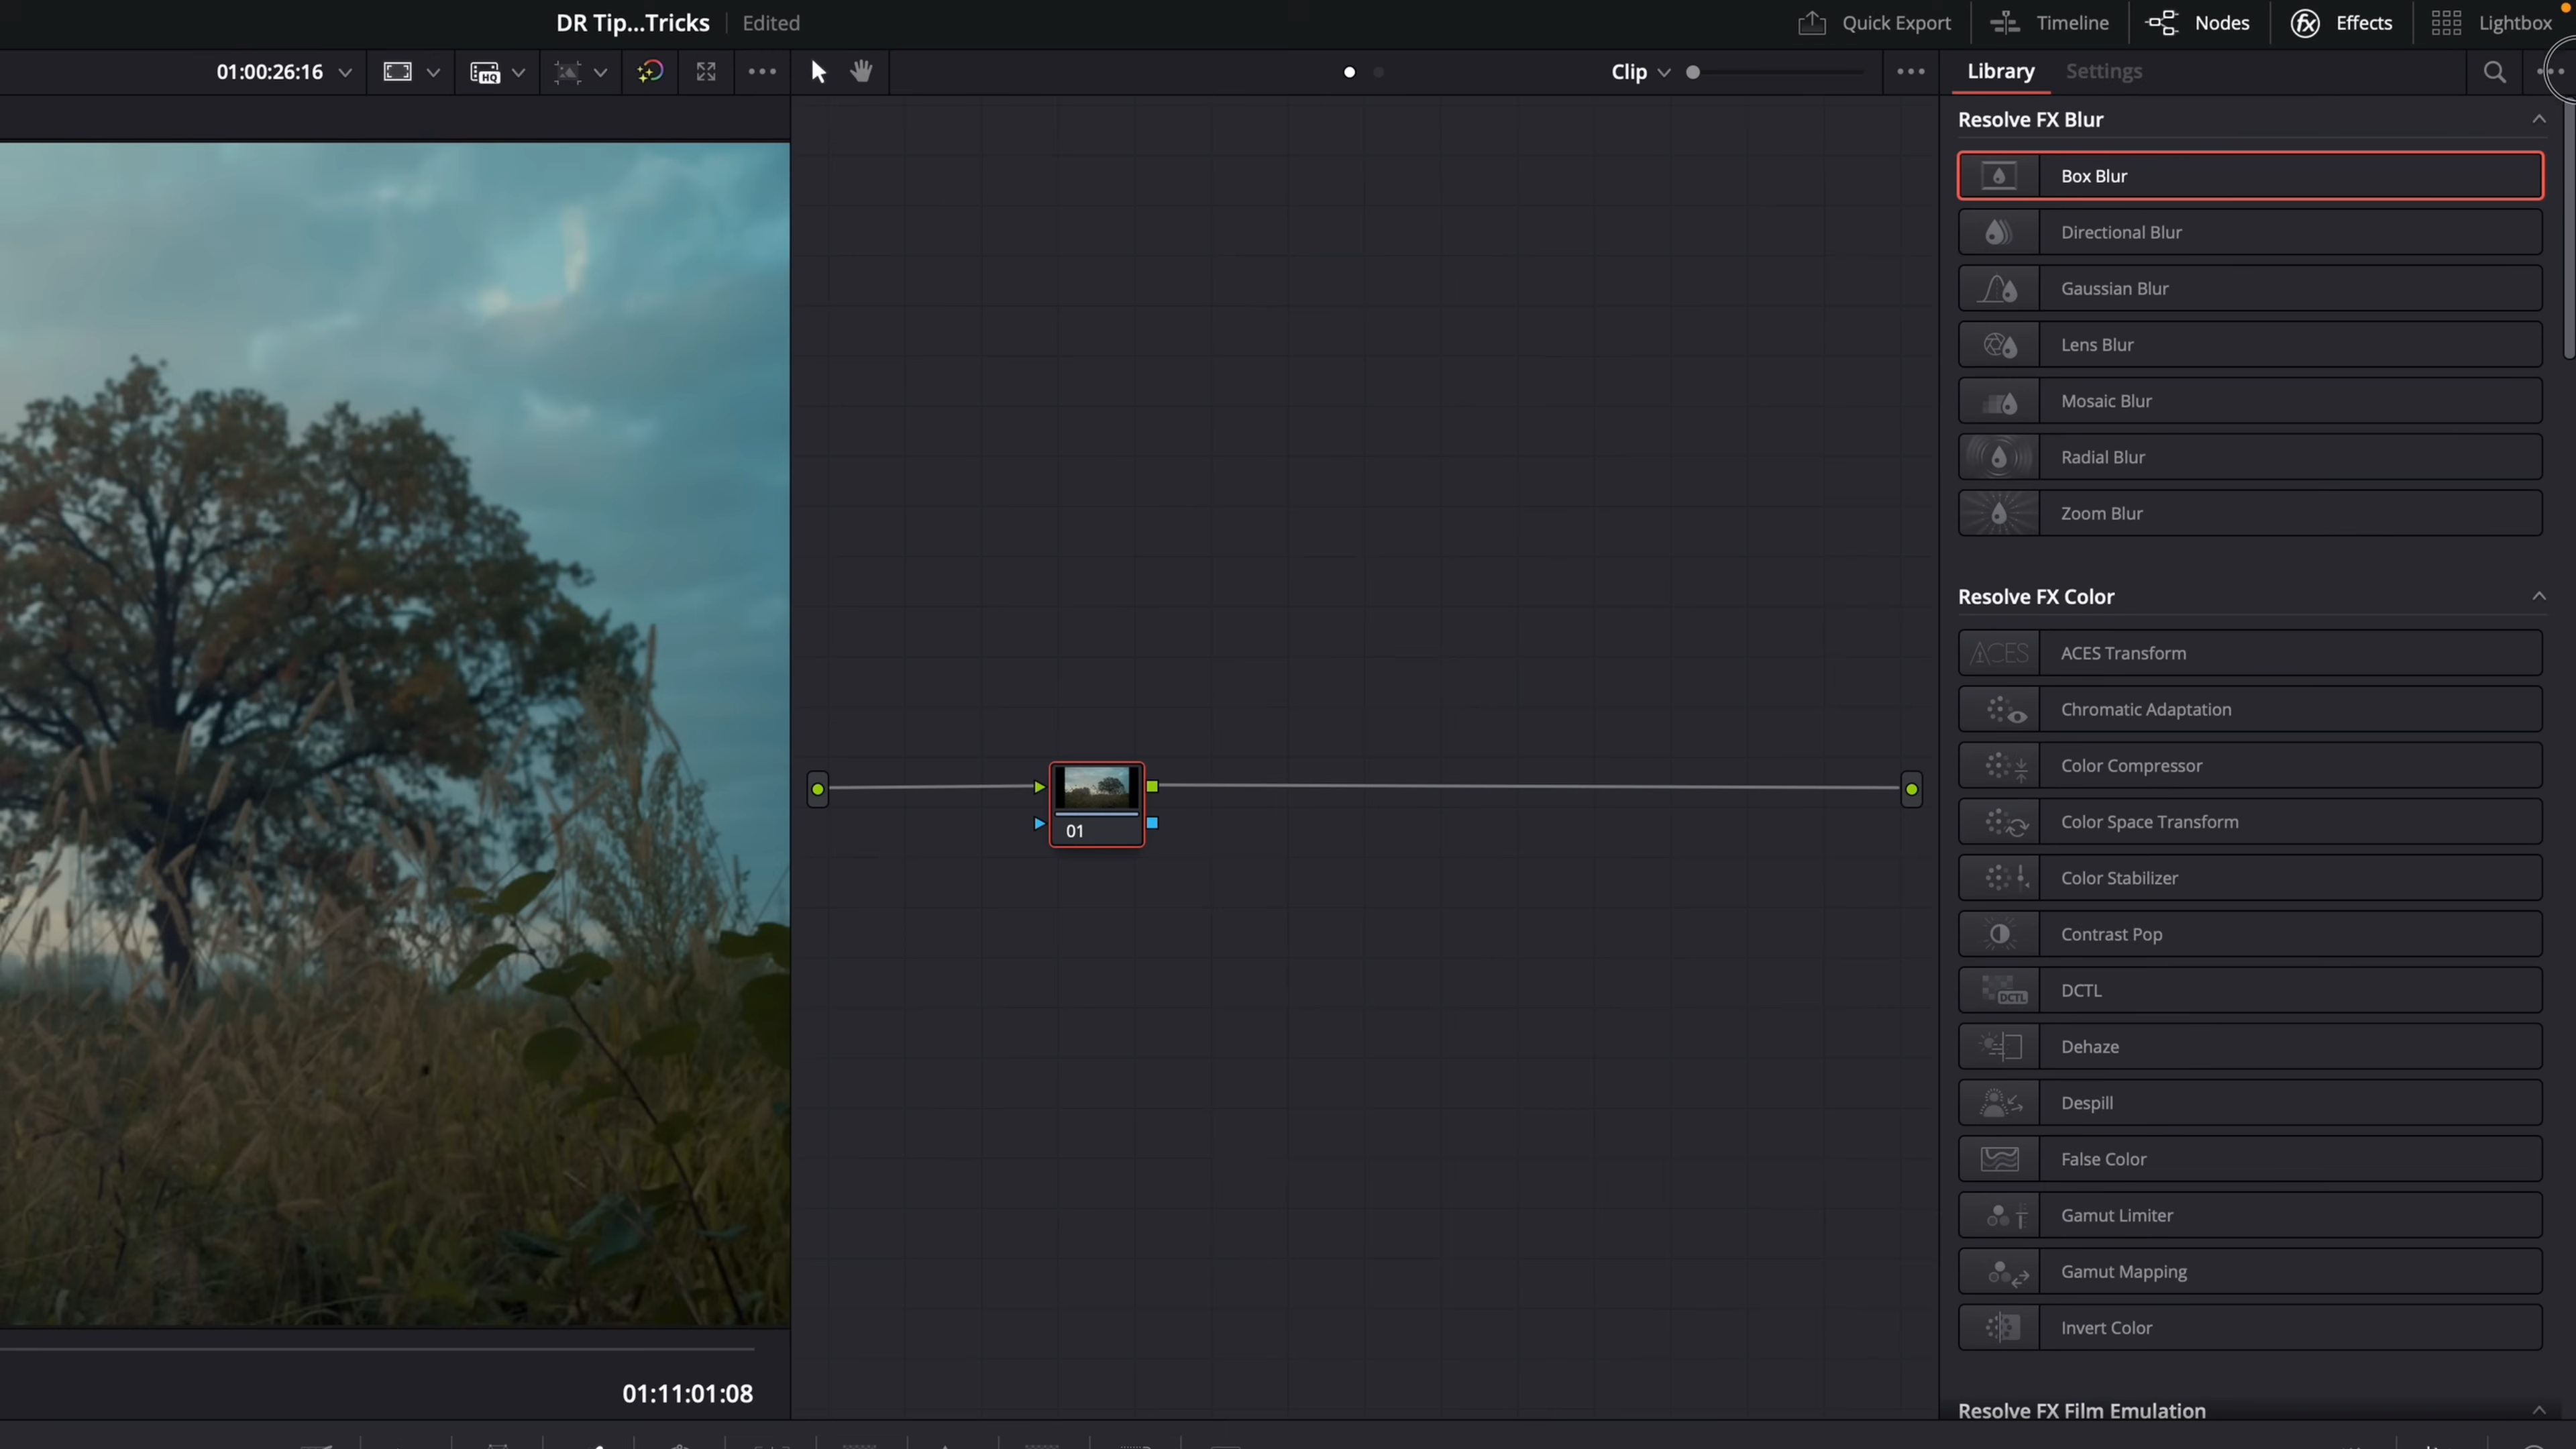 DR Tip...Tricks
Edited
Quick Export
Timeline
Nodes
Effects
Lightbox
01:00:26:16
HQ
Clip
Library
Settings
Resolve FX Blur
Box Blur
Directional Blur
Gaussian Blur
Lens Blur
Mosaic Blur
Radial Blur
Zoom Blur
Resolve FX Color
ACES
ACES Transform
Chromatic Adaptation
Color Compressor
Color Space Transform
Color Stabilizer
Contrast Pop
DCTL
DCTL
Dehaze
Despill
False Color
Gamut Limiter
Gamut Mapping
Invert Color
Resolve FX Film Emulation
01
01:11:01:08